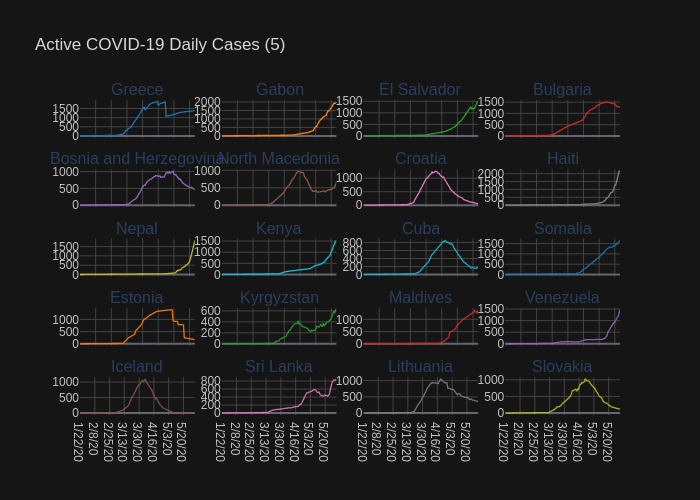 Active COVID-19 Daily Cases (5)
Greece Gabon El Salvador Bulgaria
1500 1000 500 0
2000 1500 1000 500 0
1500 1000 500 0
1500 1000 500 0
Bosnia and Herzegovina North Macedonia Croatia Haiti
1000 500 0
1000 500 0
1000 500 0
2000 1500 1000 500 0
Nepal Kenya Cuba Somalia
1500 1000 500 0
1500 1000 500 0
800 600 400 200 0
1500 1000 500 0
Estonia Kyrgyzstan Maldives Venezuela
1000 500 0
600 400 200 0
1000 500 0
1500 1000 500 0
Iceland Sri Lanka Lithuania Slovakia
1000 500 0
800 600 400 200 0
1000 500 0
1000 500 0
1/22/20 2/8/20 2/25/20 3/13/20 3/30/20 4/16/20 5/3/20 5/20/20
1/22/20 2/8/20 2/25/20 3/13/20 3/30/20 4/16/20 5/3/20 5/20/20
1/22/20 2/8/20 2/25/20 3/13/20 3/30/20 4/16/20 5/3/20 5/20/20
1/22/20 2/8/20 2/25/20 3/13/20 3/30/20 4/16/20 5/3/20 5/20/20